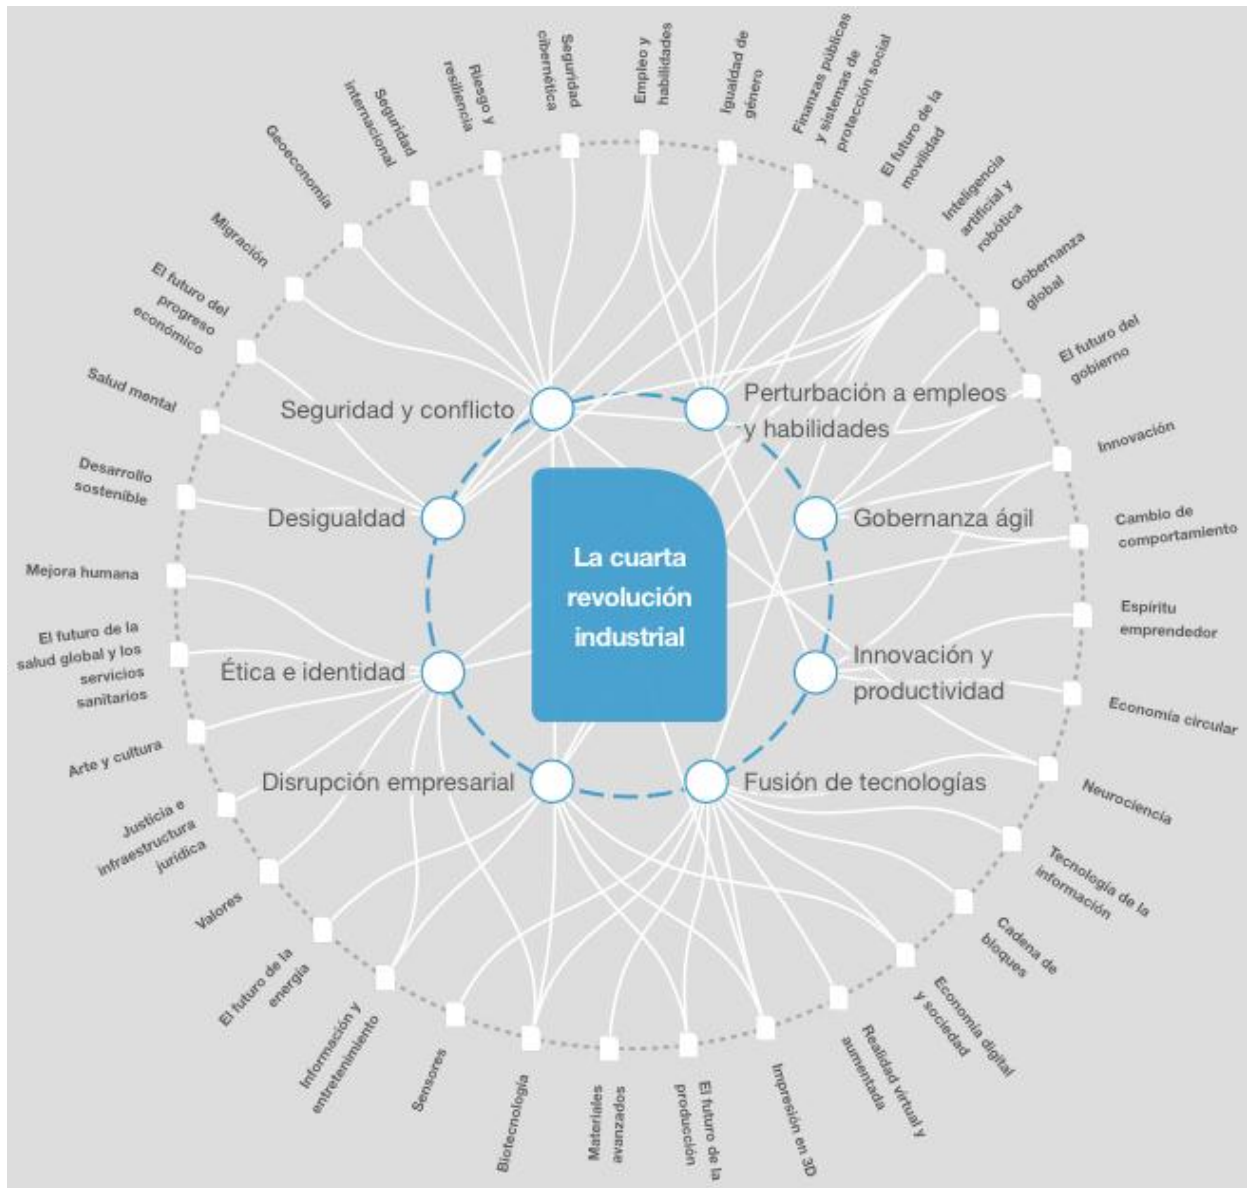 La cuarta
revolución
industrial
Seguridad y conflicto
Perturbación a empleos
y habilidades
Gobernanza ágil
Innovación y
productividad
Fusión de tecnologías
Disrupción empresarial
Ética e identidad
Desigualdad
Empleo y
habilidades
Igualdad de
género
Finanzas públicas
y sistemas de
protección social
El futuro de la
movilidad
Inteligencia
artificial y
robótica
Gobernanza
global
El futuro del
gobierno
Innovación
Cambio de
comportamiento
Espíritu
emprendedor
Economía circular
Neurociencia
Tecnología de la
información
Cadena de
bloques
Economía digital
y sociedad
Realidad virtual y
aumentada
Impresión en 3D
El futuro de la
producción
Materiales
avanzados
Biotecnología
Sensores
Información y
entretenimiento
El futuro de la
energía
Valores
Justicia e
infraestructura
jurídica
Arte y cultura
El futuro de la
salud global y los
servicios
sanitarios
Mejora humana
Desarrollo
sostenible
Salud mental
El futuro del
progreso
económico
Migración
Geoeconomía
Seguridad
internacional
Riesgo y
resiliencia
Seguridad
cibernética